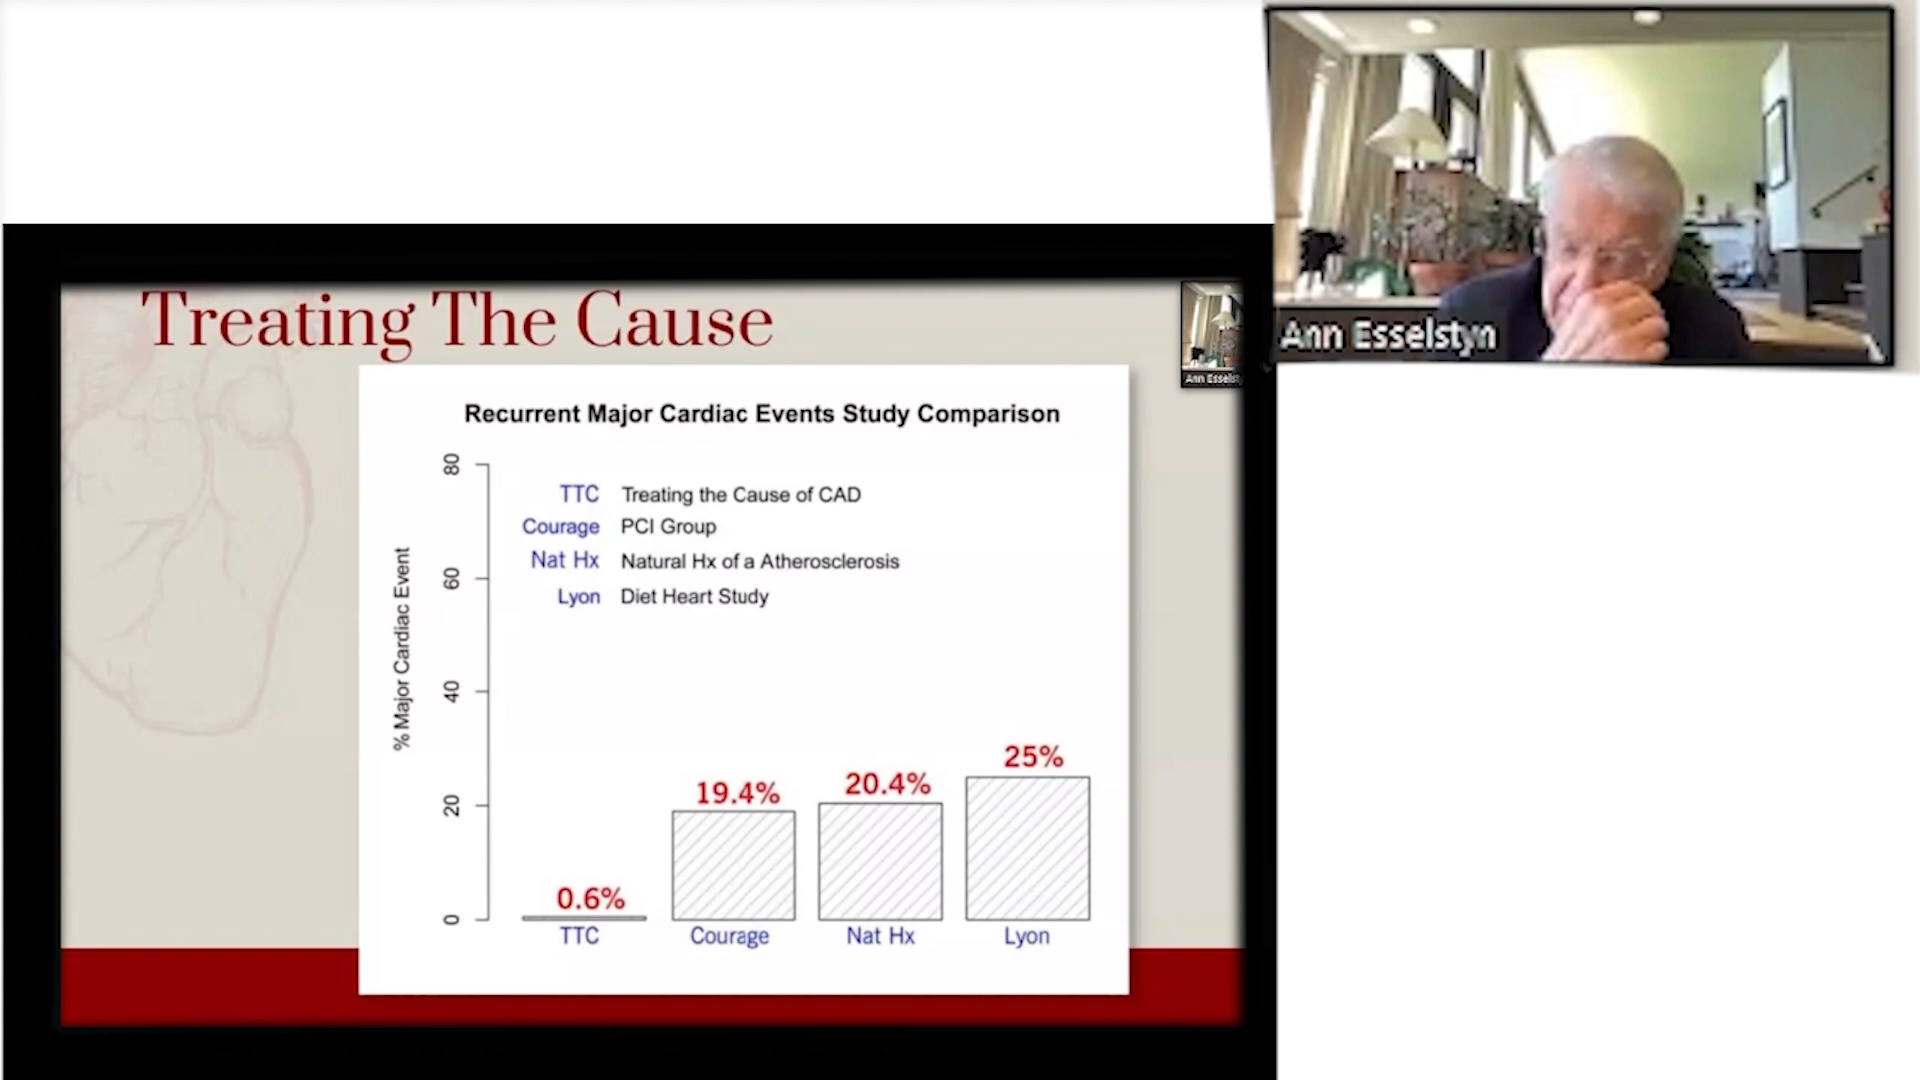 Treating The Cause
Ann Esselstyn
Recurrent Major Cardiac Events Study Comparison
% Major Cardiac Event
80
60
40
20
0
TTC Treating the Cause of CAD
Courage PCI Group
Nat Hx Natural Hx of a Atherosclerosis
Lyon Diet Heart Study
0.6%
19.4%
20.4%
25%
TTC
Courage
Nat Hx
Lyon
Ann